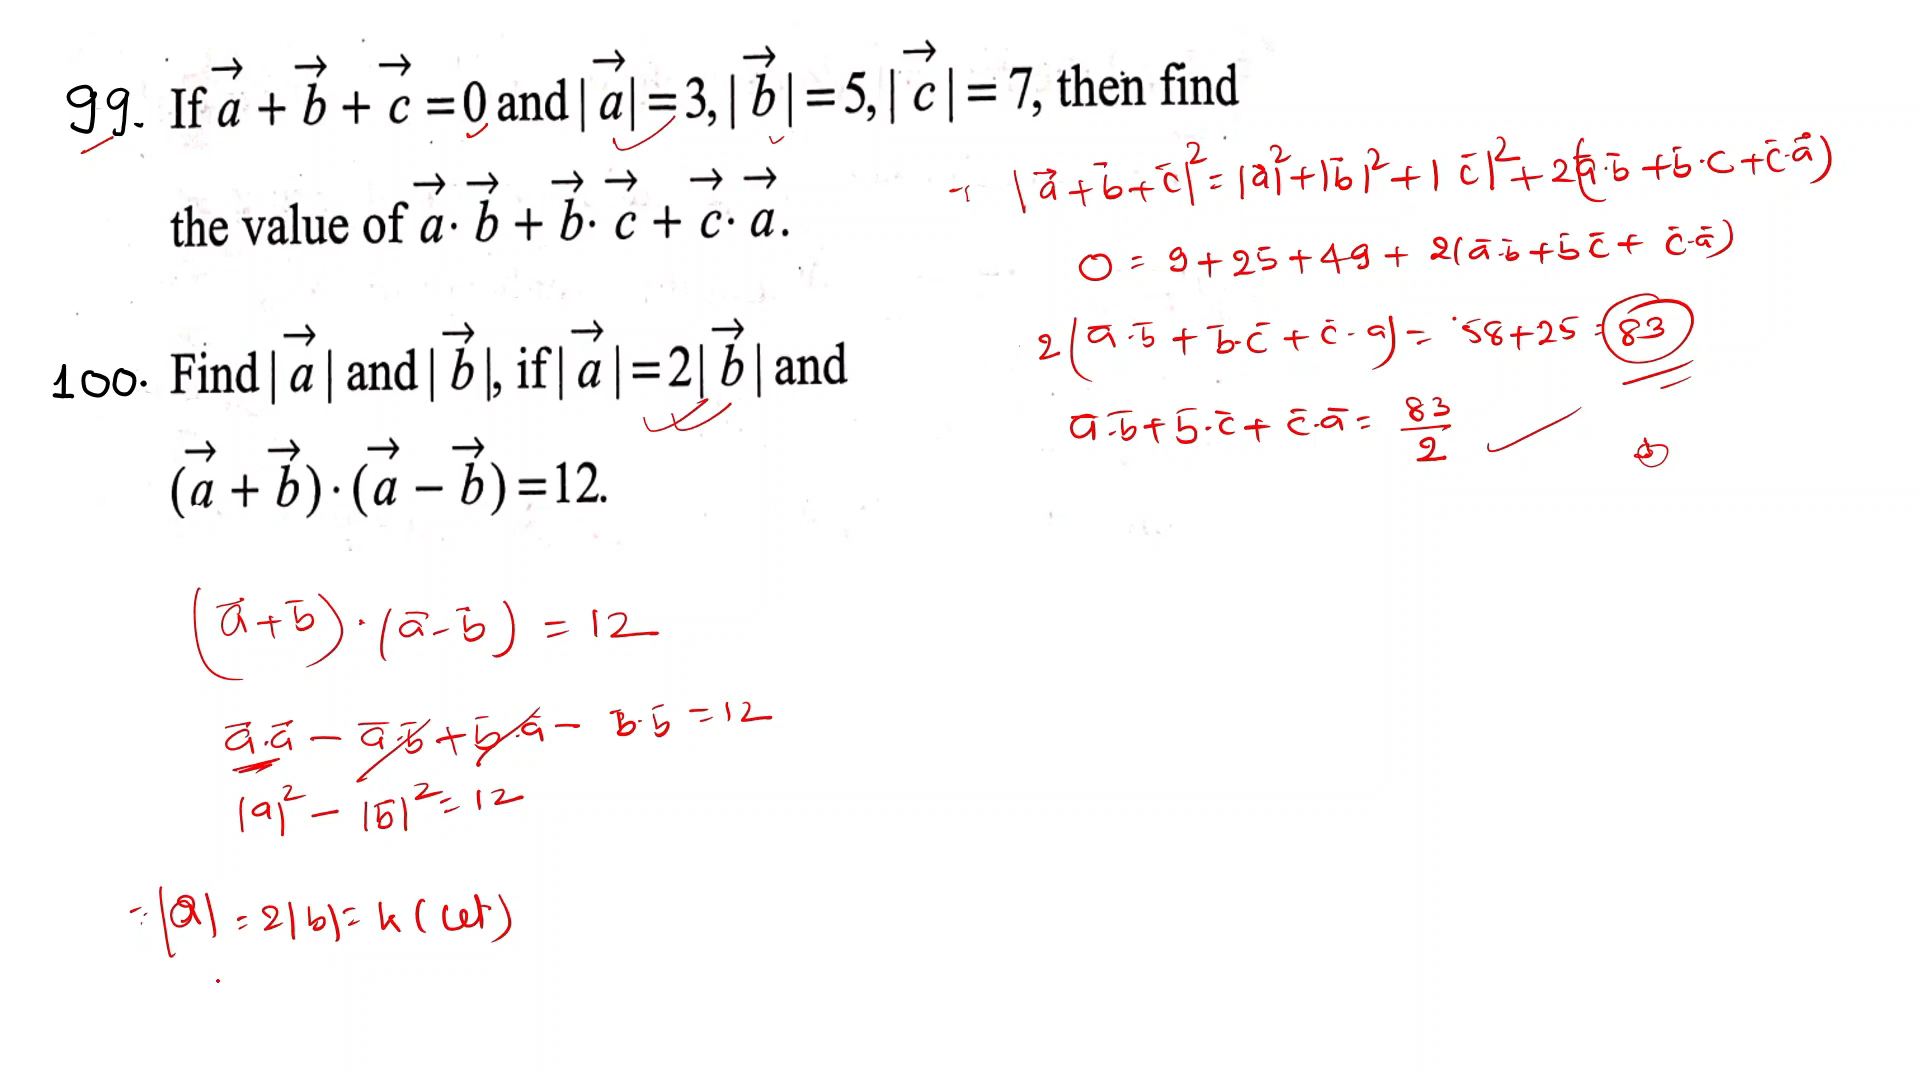 99. If a⃗ + b⃗ + c⃗ = 0 and |a⃗| = 3, |b⃗| = 5, |c⃗| = 7, then find
the value of a⃗· b⃗ + b⃗· c⃗ + c⃗· a⃗.
|a⃗ + b̄ + c̄|² = |a|² + |b̄|² + |c̄|² + 2(a̅·b̄ + b̄·c + c̄·a⃗)
0 = 9 + 25 + 49 + 2(ā·b̄ + b̄ c̄ + c̄·ā)
2(ā·b̄ + b̄·c̄ + c̄·a) = 58 + 25 = 83
ā·b̄ + b̄·c̄ + c̄·ā = 83/2
100. Find |a⃗| and |b⃗|, if |a⃗| = 2|b⃗| and
(a⃗ + b⃗)·(a⃗ − b⃗) = 12.
(ā + b̄)·(ā − b̄) = 12
a⃗·a⃗ − ā·b̄ + b̄·ā − b̄·b̄ = 12
|a|² − |b̄|² = 12
|a| = 2|b| = k (let)